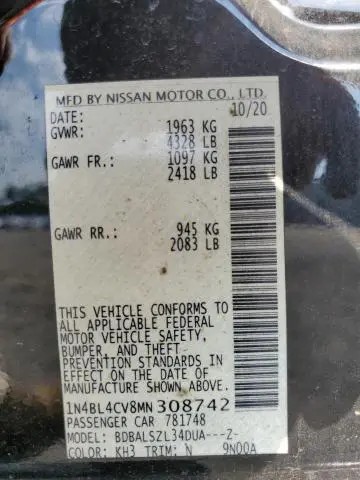 MFD BY NISSAN MOTOR CO., LTD.
DATE: 10/20
GVWR: 1963 KG
4328 LB
GAWR FR.: 1097 KG
2418 LB
GAWR RR.: 945 KG
2083 LB
THIS VEHICLE CONFORMS TO
ALL APPLICABLE FEDERAL
MOTOR VEHICLE SAFETY,
BUMPER, AND THEFT
PREVENTION STANDARDS IN
EFFECT ON THE DATE OF
MANUFACTURE SHOWN ABOVE.
1N4BL4CV8MN308742
PASSENGER CAR 781748
MODEL: BDBALSZL34DUA---Z-
COLOR: KH3 TRIM: N 9N00A